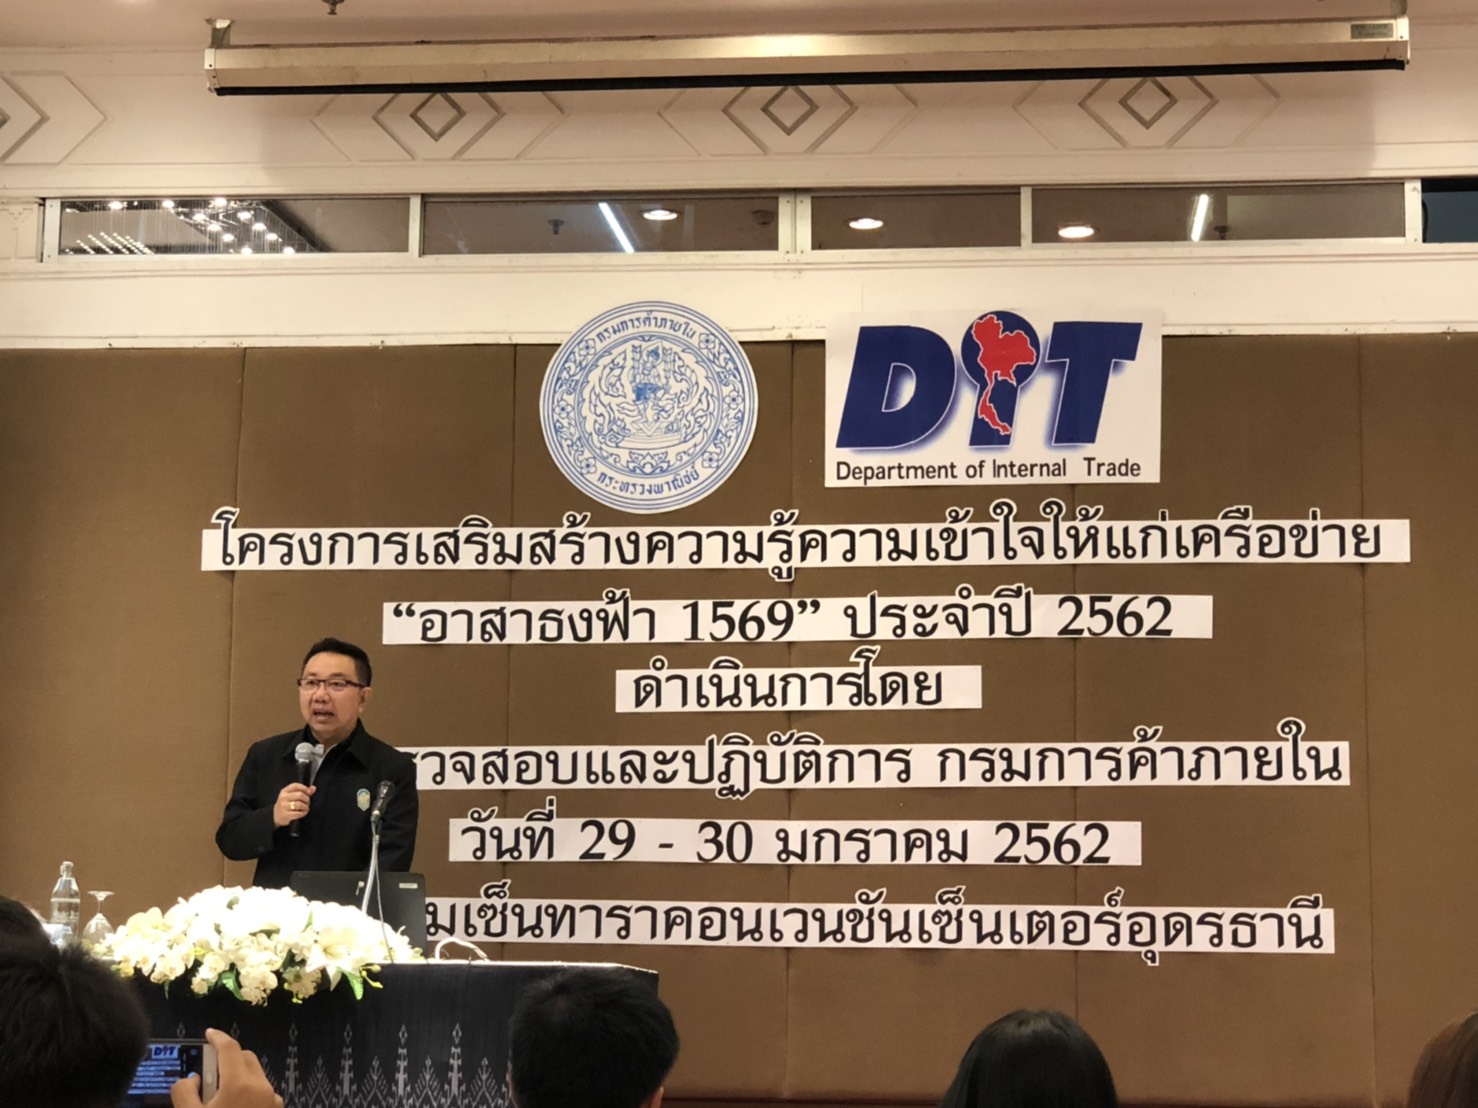 กรมการค้าภายใน
กระทรวงพาณิชย์
DIT
Department of Internal Trade
โครงการเสริมสร้างความรู้ความเข้าใจให้แก่เครือข่าย
“อาสาธงฟ้า 1569” ประจำปี 2562
ดำเนินการโดย
รวจสอบและปฏิบัติการ กรมการค้าภายใน
วันที่ 29 - 30 มกราคม 2562
มเซ็นทาราคอนเวนชันเซ็นเตอร์อุดรธานี
DIT